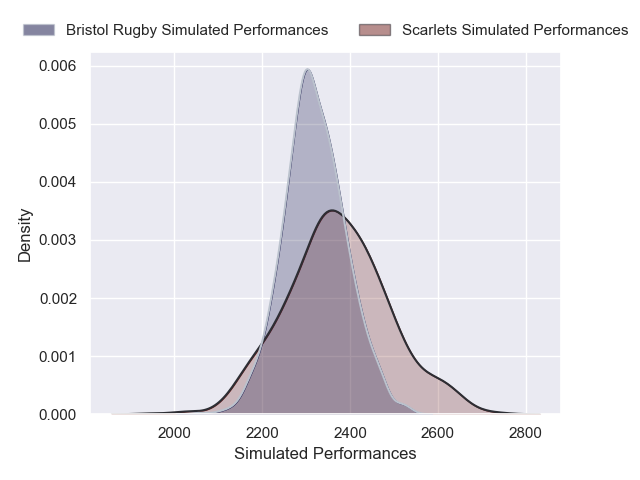 Bristol Rugby Simulated Performances
Scarlets Simulated Performances
0.006
0.005
0.004
0.003
0.002
0.001
0.000
Density
2000 2200 2400 2600 2800
Simulated Performances